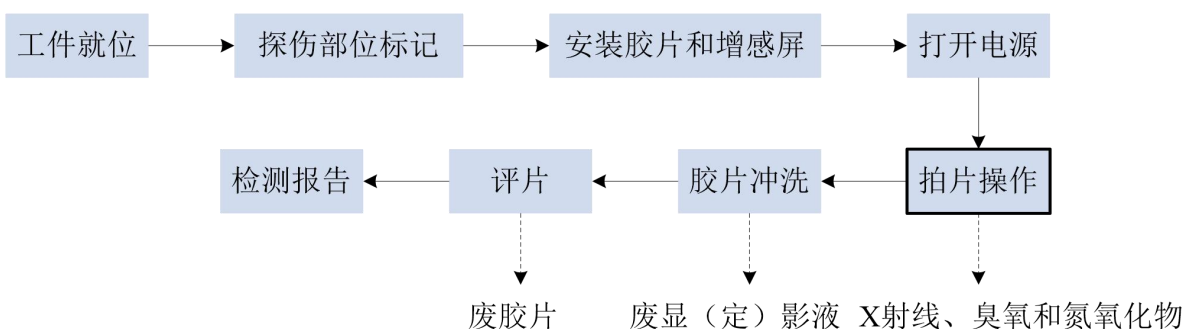 工件就位
探伤部位标记
安装胶片和增感屏
打开电源
检测报告
评片
胶片冲洗
拍片操作
废胶片
废显（定）影液
X射线、臭氧和氮氧化物